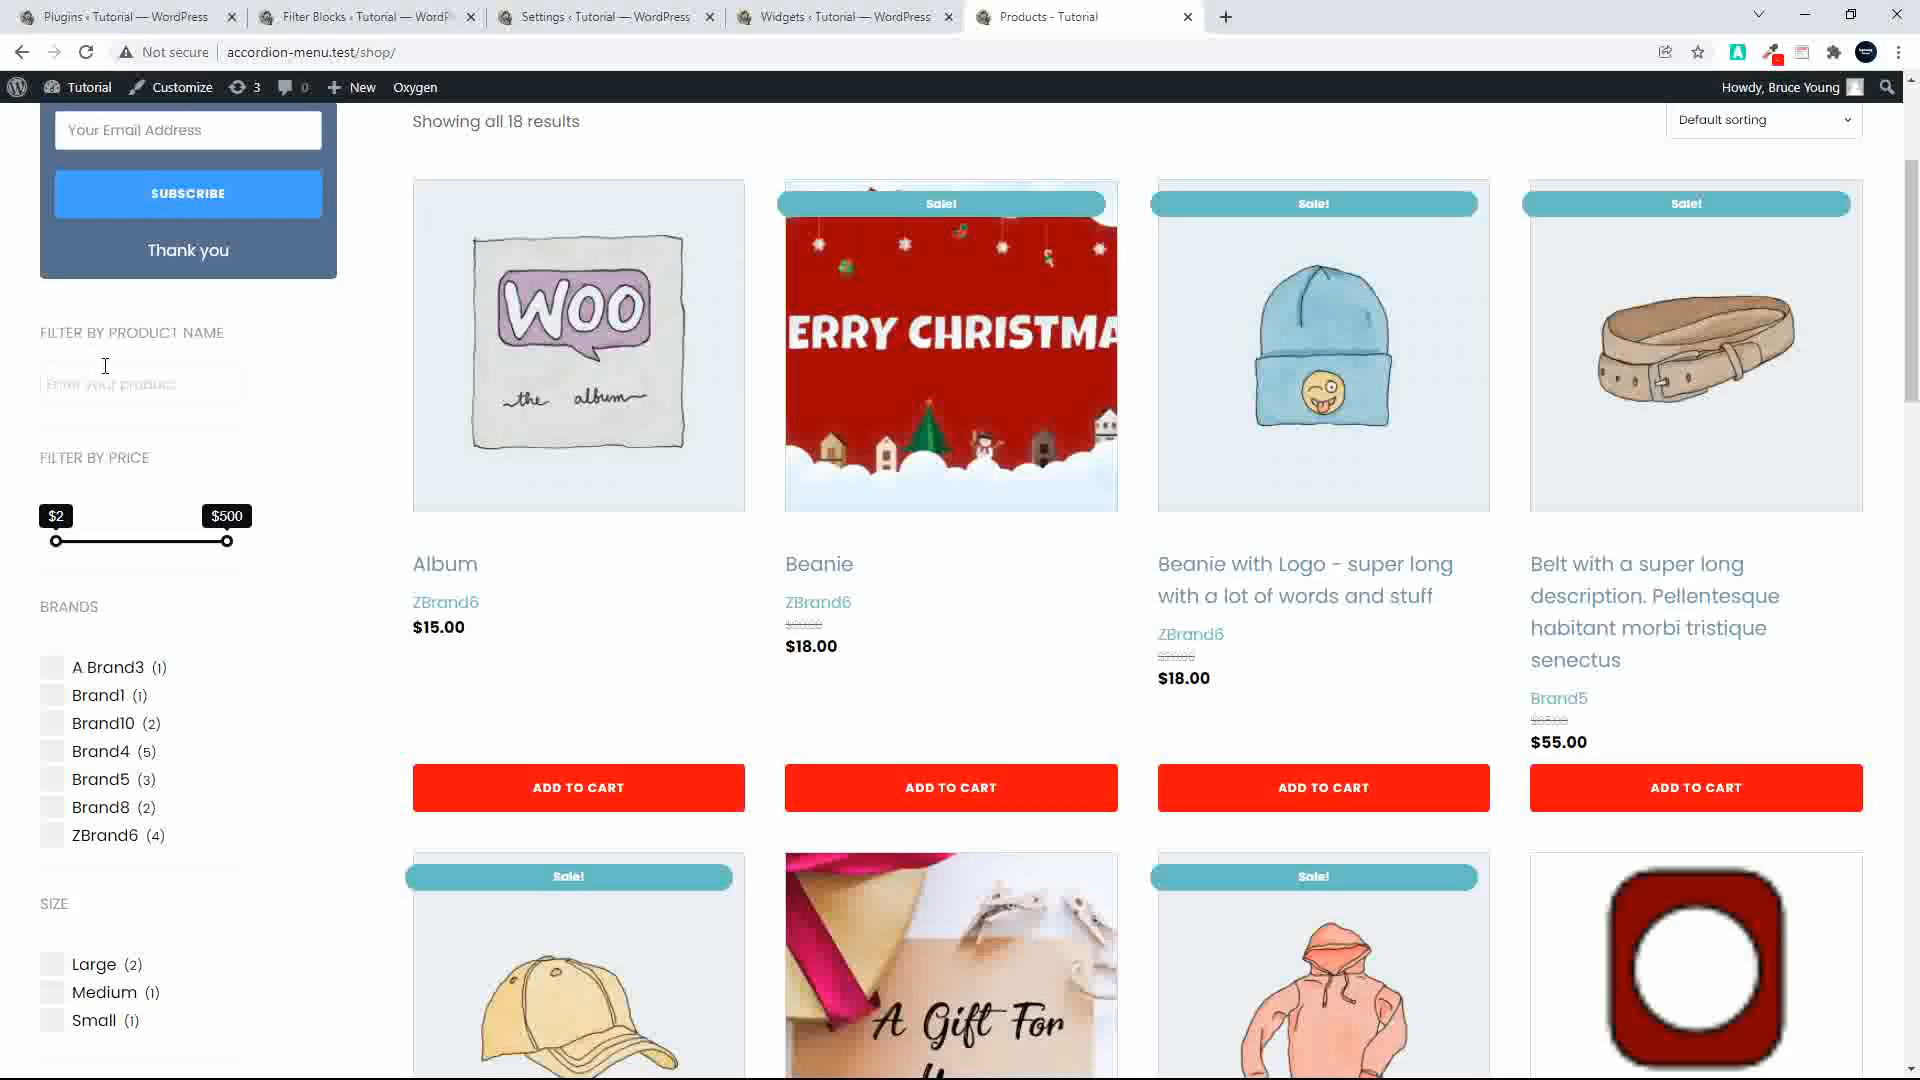 Plugins ‹ Tutorial — WordPress
Filter Blocks ‹ Tutorial — WordP
Settings ‹ Tutorial — WordPress
Widgets ‹ Tutorial — WordPress
Products - Tutorial
Not secure
accordion-menu.test/shop/
Tutorial
Customize
3
0
New
Oxygen
Howdy, Bruce Young
Your Email Address
SUBSCRIBE
Thank you
FILTER BY PRODUCT NAME
Enter your product
FILTER BY PRICE
$2
$500
BRANDS
A Brand3 (1)
Brand1 (1)
Brand10 (2)
Brand4 (5)
Brand5 (3)
Brand8 (2)
ZBrand6 (4)
SIZE
Large (2)
Medium (1)
Small (1)
Showing all 18 results
Default sorting
WOO
the album
Album
ZBrand6
$15.00
ADD TO CART
Sale!
ERRY CHRISTMA
Beanie
ZBrand6
$18.00
ADD TO CART
Sale!
Beanie with Logo - super long
with a lot of words and stuff
ZBrand6
$18.00
ADD TO CART
Sale!
Belt with a super long
description. Pellentesque
habitant morbi tristique
senectus
Brand5
$55.00
ADD TO CART
Sale!
A Gift For
Sale!